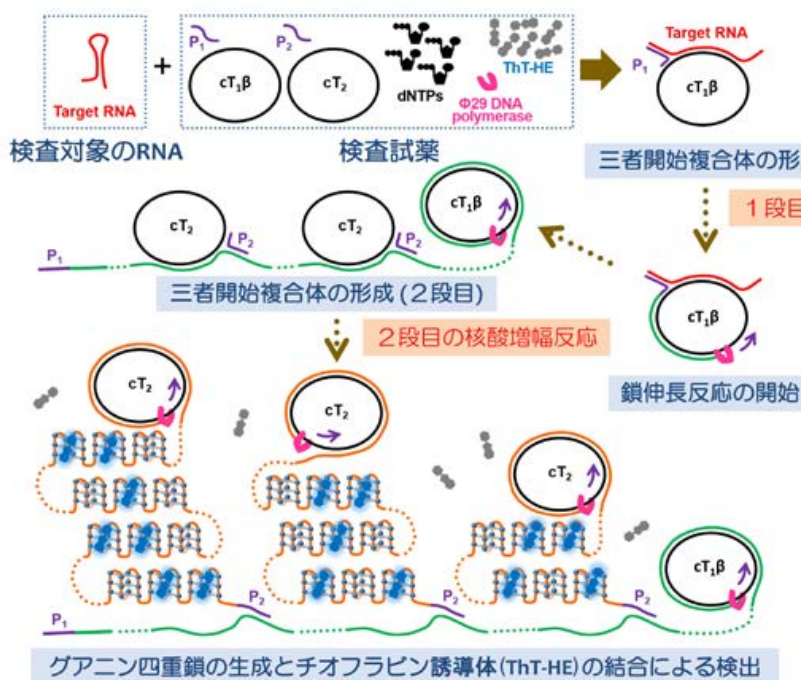 P1
P2
cT1β
cT2
Target RNA
+
dNTPs
ThT-HE
Φ29 DNA
polymerase
Target RNA
P1
cT1β
検査対象のRNA
検査試薬
三者開始複合体の形
1段目
cT2
cT2
cT1β
P1
P2
P2
三者開始複合体の形成 (2段目)
cT1β
2段目の核酸増幅反応
鎖伸長反応の開始
cT2
cT2
cT2
cT1β
P1
P2
P2
P2
グアニン四重鎖の生成とチオフラビン誘導体(ThT-HE)の結合による検出